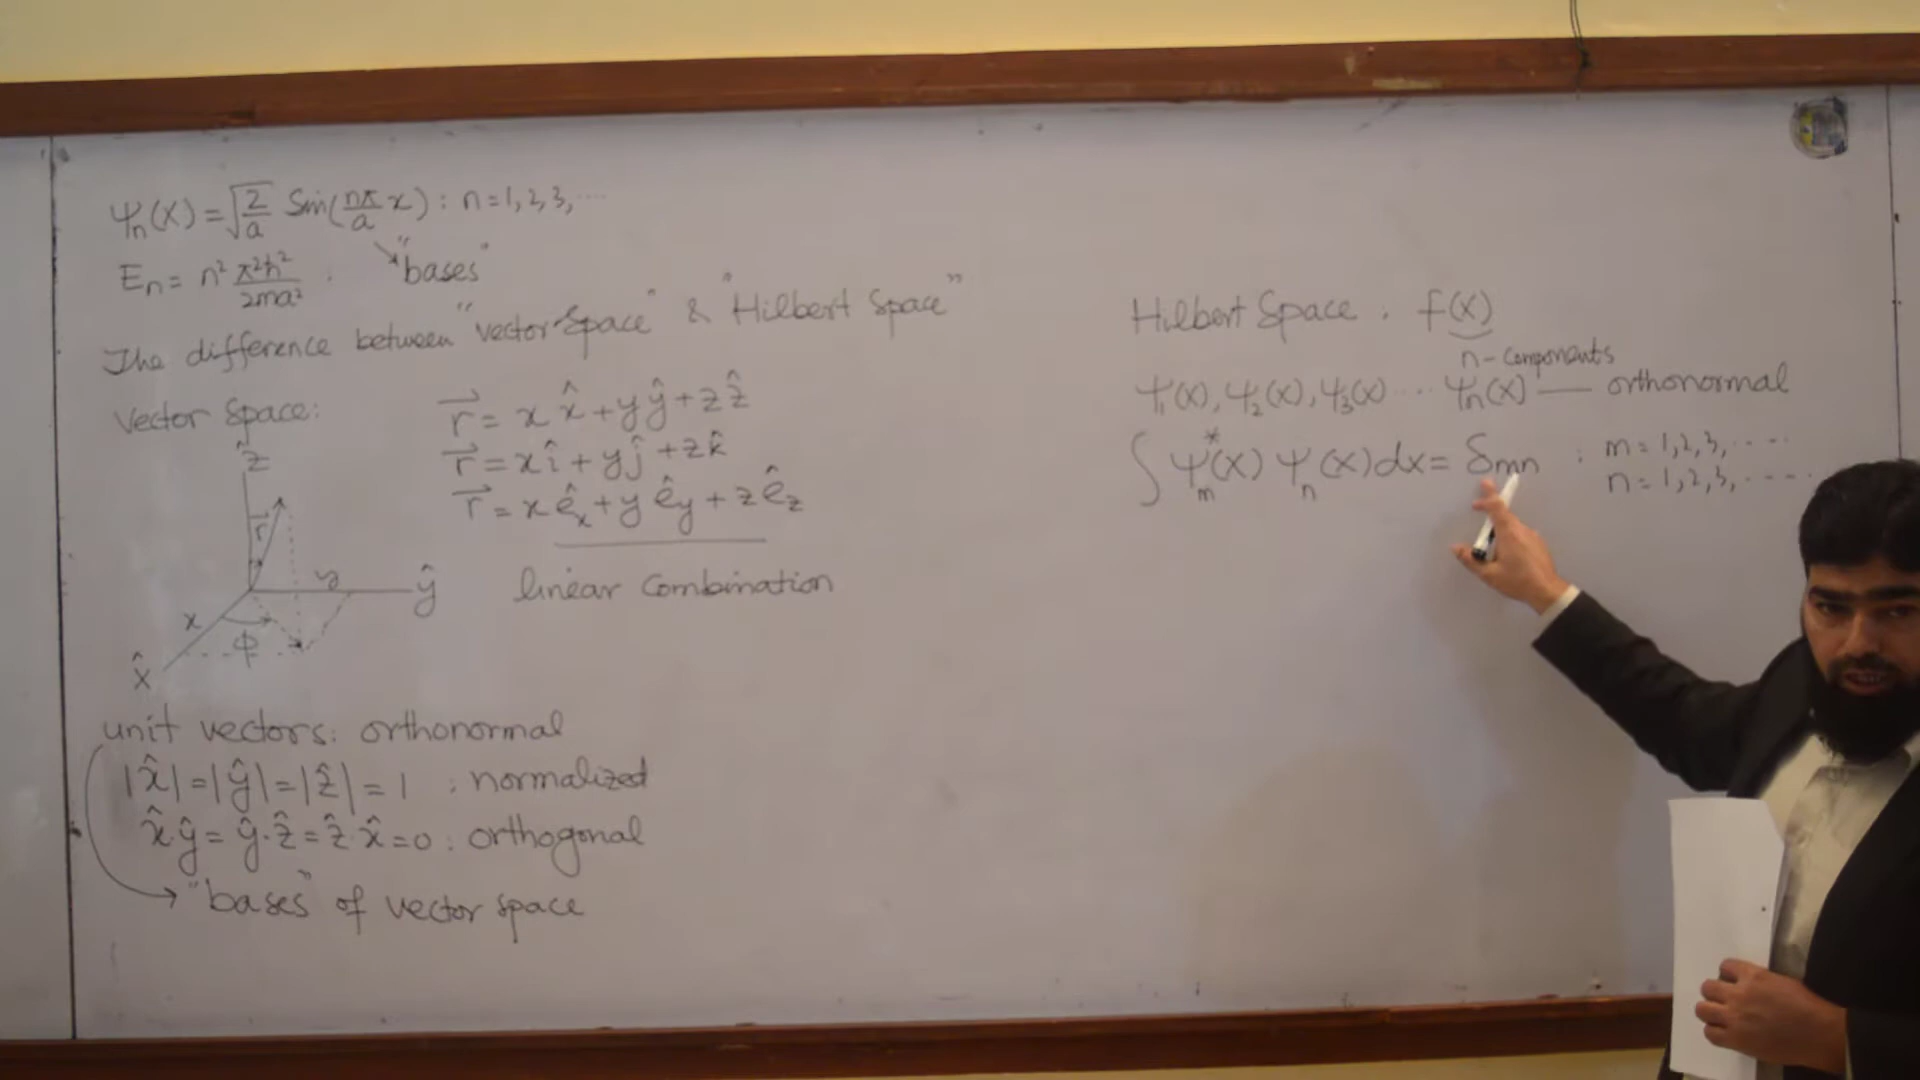 ψn(x) = √(2/a) Sin(nπ/a x) : n = 1, 2, 3, ....
"bases"
En = n² π²ħ²/2ma² :
The difference between "vector Space" & "Hilbert Space"
Vector Space:
r⃗ = x x̂ + y ŷ + z ẑ
r⃗ = x î + y ĵ + z k̂
r⃗ = x êx + y êy + z êz
linear Combination
ẑ
r⃗
y
ŷ
x
ϕ
x̂
unit vectors: orthonormal
|x̂| = |ŷ| = |ẑ| = 1 : normalized
x̂·ŷ = ŷ·ẑ = ẑ·x̂ = 0 : orthogonal
"bases" of vector space
Hilbert Space : f(x)
n-components
ψ1(x), ψ2(x), ψ3(x) ... ψn(x) — orthonormal
∫ ψm*(x) ψn(x) dx = δmn : m = 1, 2, 3, .....
n = 1, 2, 3, .....